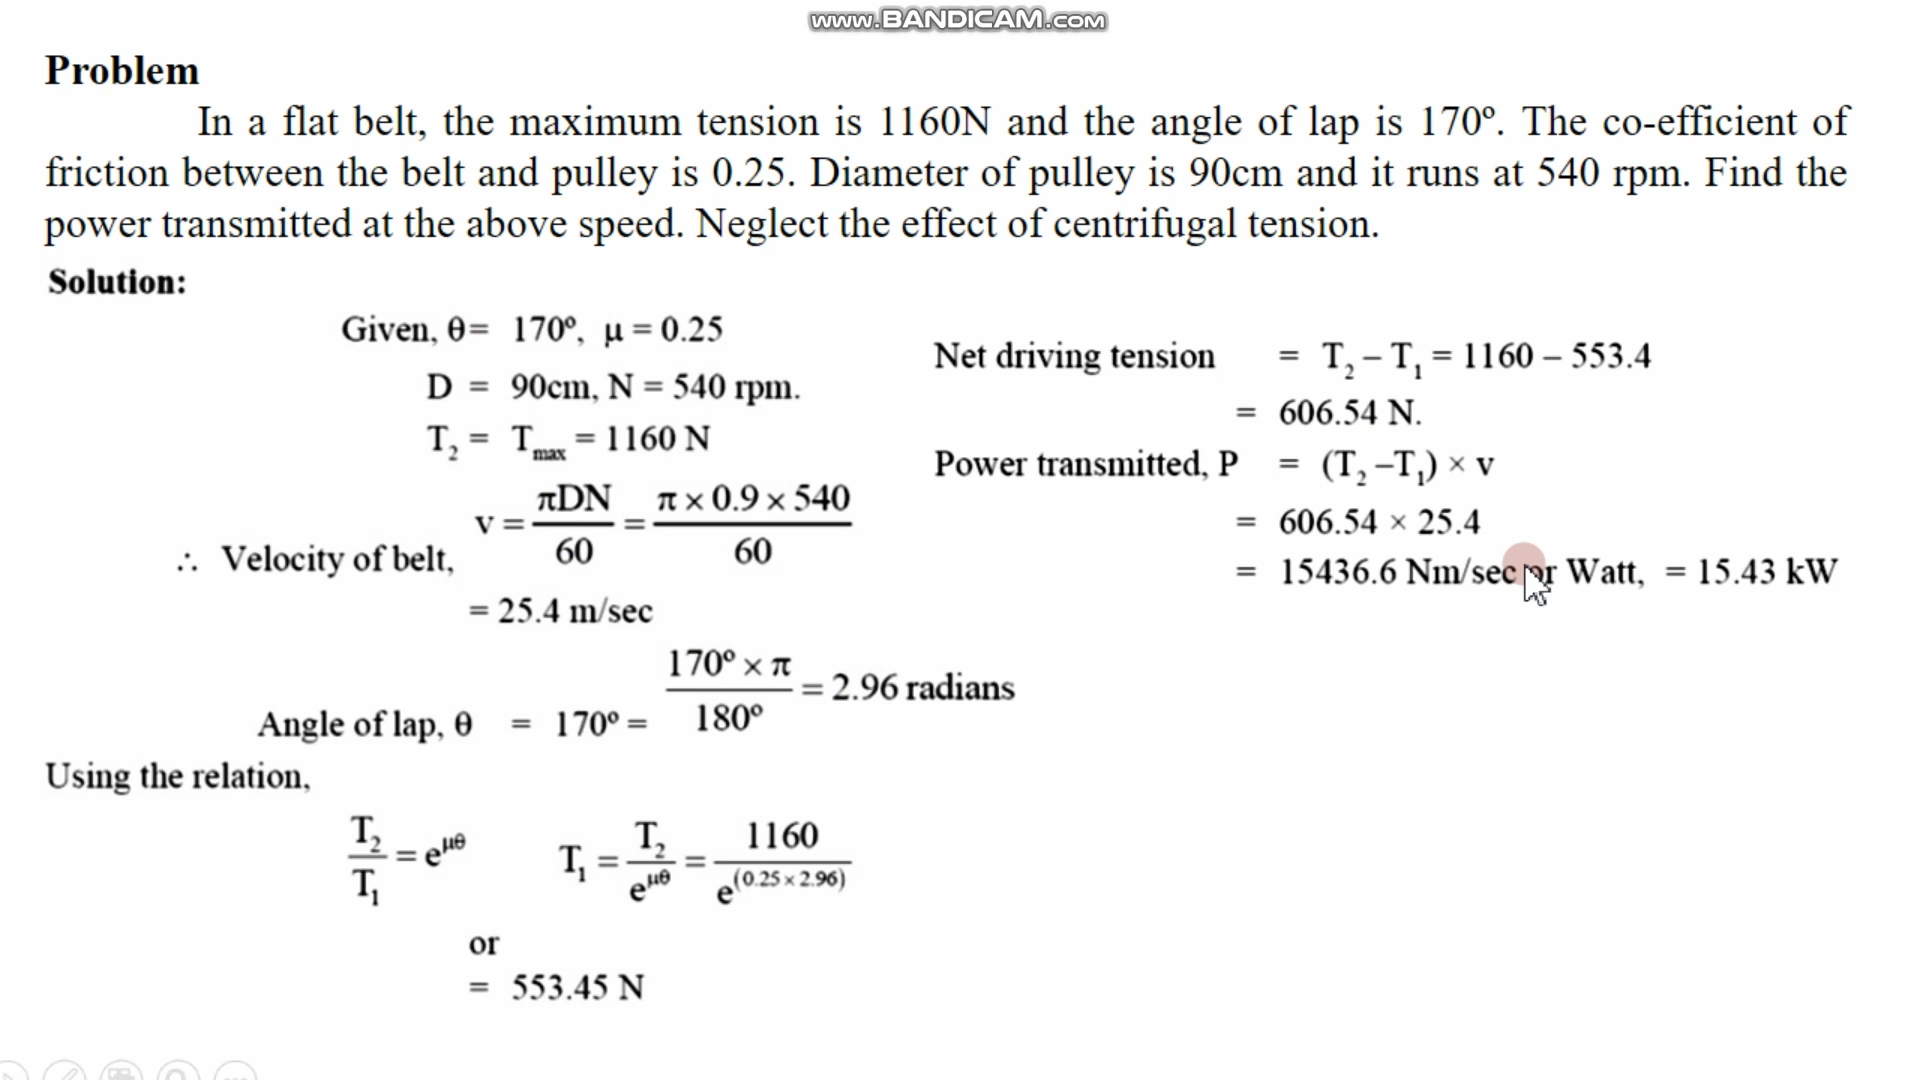 www.BANDICAM.com
Problem
In a flat belt, the maximum tension is 1160N and the angle of lap is 170º. The co-efficient of
friction between the belt and pulley is 0.25. Diameter of pulley is 90cm and it runs at 540 rpm. Find the
power transmitted at the above speed. Neglect the effect of centrifugal tension.
Solution:
Given, θ= 170º, μ = 0.25
D = 90cm, N = 540 rpm.
T₂ = Tmax = 1160 N
∴ Velocity of belt, v = πDN/60 = π × 0.9 × 540/60
= 25.4 m/sec
Angle of lap, θ = 170º = 170º × π/180º = 2.96 radians
Using the relation,
T₂/T₁ = e^μθ T₁ = T₂/e^μθ = 1160/e^(0.25 × 2.96)
or
= 553.45 N
Net driving tension = T₂ – T₁ = 1160 – 553.4
= 606.54 N.
Power transmitted, P = (T₂ –T₁) × v
= 606.54 × 25.4
= 15436.6 Nm/sec or Watt, = 15.43 kW